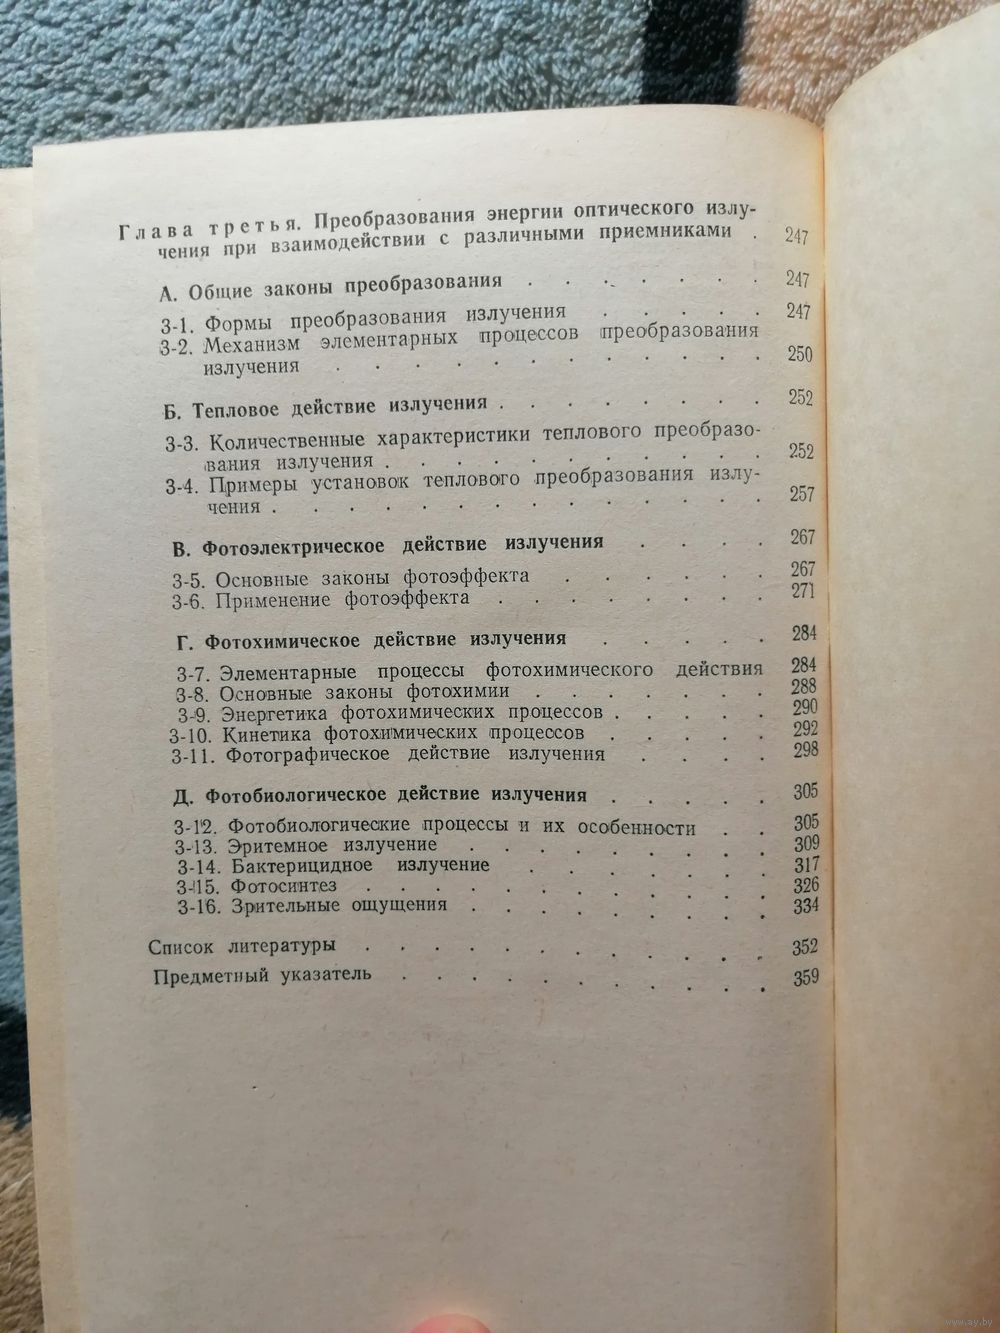 Глава третья. Преобразования энергии оптического излу-
чения при взаимодействии с различными приемниками . 247
А. Общие законы преобразования . . . . . . . 247
3-1. Формы преобразования излучения . . . . . 247
3-2. Механизм элементарных процессов преобразования
излучения . . . . . . . . . . . . 250
Б. Тепловое действие излучения . . . . . . . . 252
3-3. Количественные характеристики теплового преобразо-
вания излучения . . . . . . . . . . . 252
3-4. Примеры установок теплового преобразования излу-
чения . . . . . . . . . . . . . . 257
В. Фотоэлектрическое действие излучения . . . . 267
3-5. Основные законы фотоэффекта . . . . . . 267
3-6. Применение фотоэффекта . . . . . . . . 271
Г. Фотохимическое действие излучения . . . . . 284
3-7. Элементарные процессы фотохимического действия 284
3-8. Основные законы фотохимии . . . . . . . 288
3-9. Энергетика фотохимических процессов . . . . . 290
3-10. Кинетика фотохимических процессов . . . . . 292
3-11. Фотографическое действие излучения . . . . 298
Д. Фотобиологическое действие излучения . . . . . 305
3-12. Фотобиологические процессы и их особенности . . 305
3-13. Эритемное излучение . . . . . . . . . 309
3-14. Бактерицидное излучение . . . . . . . 317
3-15. Фотосинтез . . . . . . . . . . . 326
3-16. Зрительные ощущения . . . . . . . . . 334
Список литературы . . . . . . . . . . . 352
Предметный указатель . . . . . . . . . . 359
www.ay.by